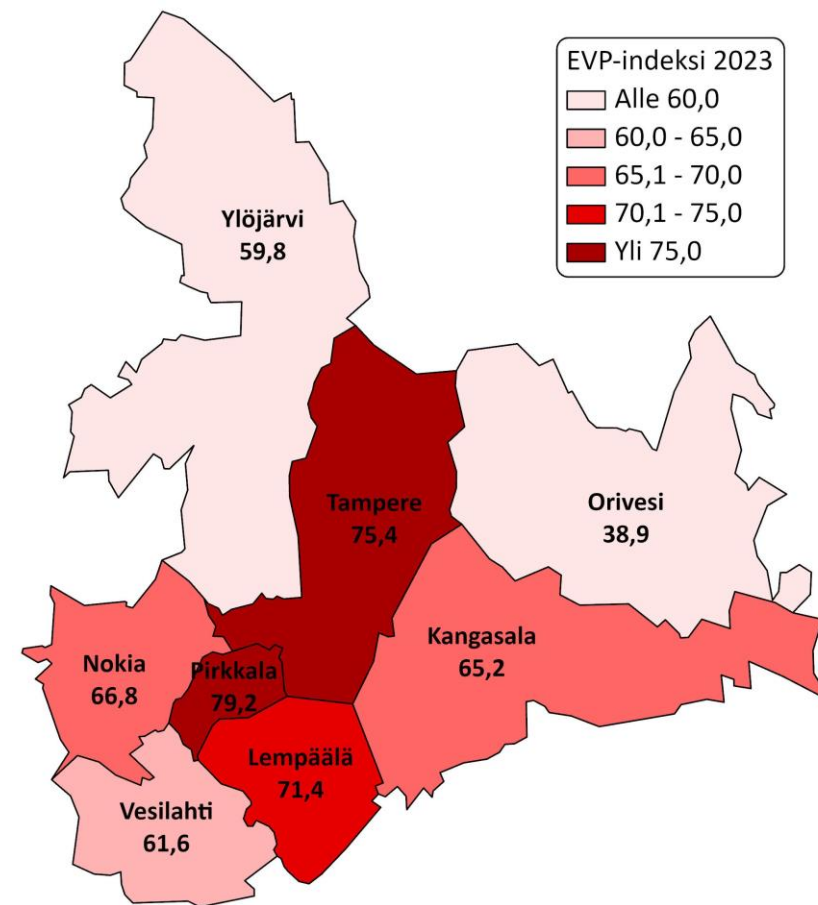 EVP-indeksi 2023
Alle 60,0
60,0 - 65,0
65,1 - 70,0
70,1 - 75,0
Yli 75,0
Ylöjärvi
59,8
Tampere
75,4
Orivesi
38,9
Kangasala
65,2
Nokia
66,8
Pirkkala
79,2
Lempäälä
71,4
Vesilahti
61,6